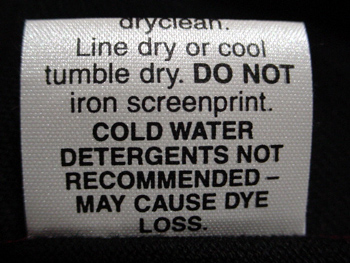 dryclean.
Line dry or cool
tumble dry. DO NOT
iron screenprint.
COLD WATER
DETERGENTS NOT
RECOMMENDED –
MAY CAUSE DYE
LOSS.